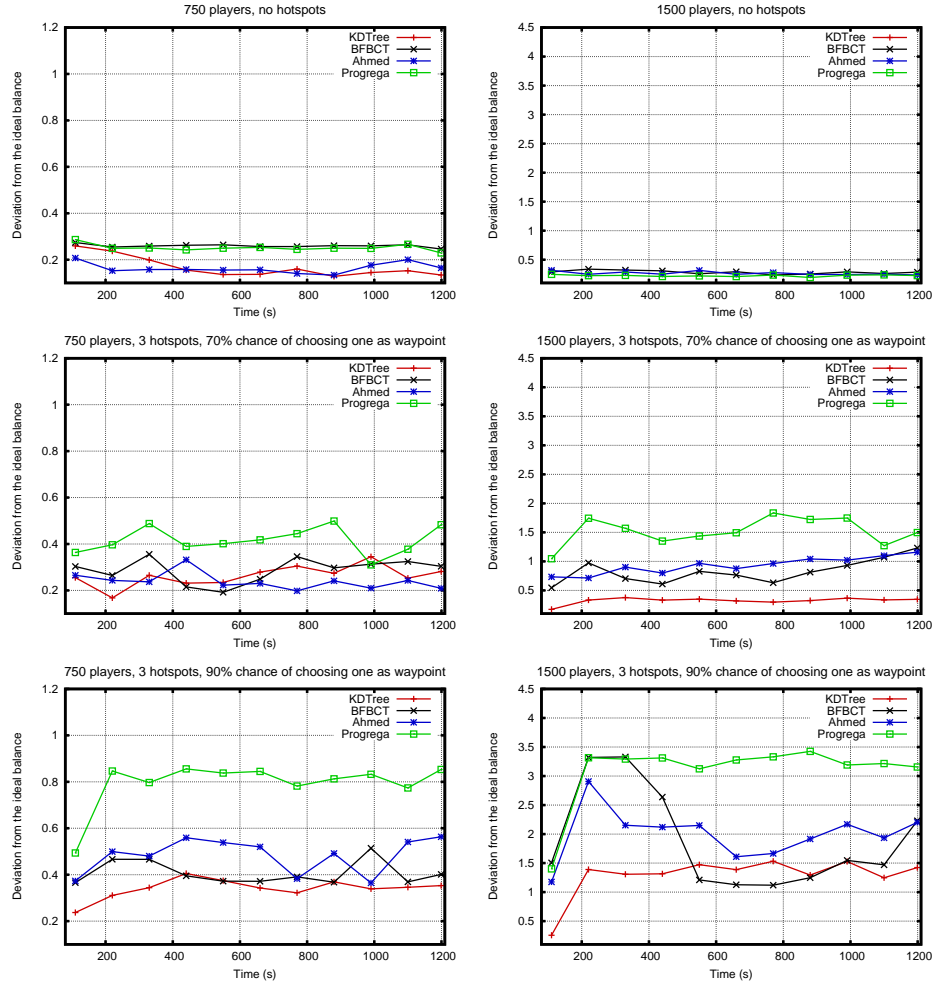 750 players, no hotspots
Deviation from the ideal balance
1.2
1
0.8
0.6
0.4
0.2
KDTree
BFBCT
Ahmed
Progrega
200 400 600 800 1000 1200
Time (s)
1500 players, no hotspots
Deviation from the ideal balance
4.5
4
3.5
3
2.5
2
1.5
1
0.5
KDTree
BFBCT
Ahmed
Progrega
200 400 600 800 1000 1200
Time (s)
750 players, 3 hotspots, 70% chance of choosing one as waypoint
Deviation from the ideal balance
1.2
1
0.8
0.6
0.4
0.2
KDTree
BFBCT
Ahmed
Progrega
200 400 600 800 1000 1200
Time (s)
1500 players, 3 hotspots, 70% chance of choosing one as waypoint
Deviation from the ideal balance
4.5
4
3.5
3
2.5
2
1.5
1
0.5
KDTree
BFBCT
Ahmed
Progrega
200 400 600 800 1000 1200
Time (s)
750 players, 3 hotspots, 90% chance of choosing one as waypoint
Deviation from the ideal balance
1.2
1
0.8
0.6
0.4
0.2
KDTree
BFBCT
Ahmed
Progrega
200 400 600 800 1000 1200
Time (s)
1500 players, 3 hotspots, 90% chance of choosing one as waypoint
Deviation from the ideal balance
4.5
4
3.5
3
2.5
2
1.5
1
0.5
KDTree
BFBCT
Ahmed
Progrega
200 400 600 800 1000 1200
Time (s)